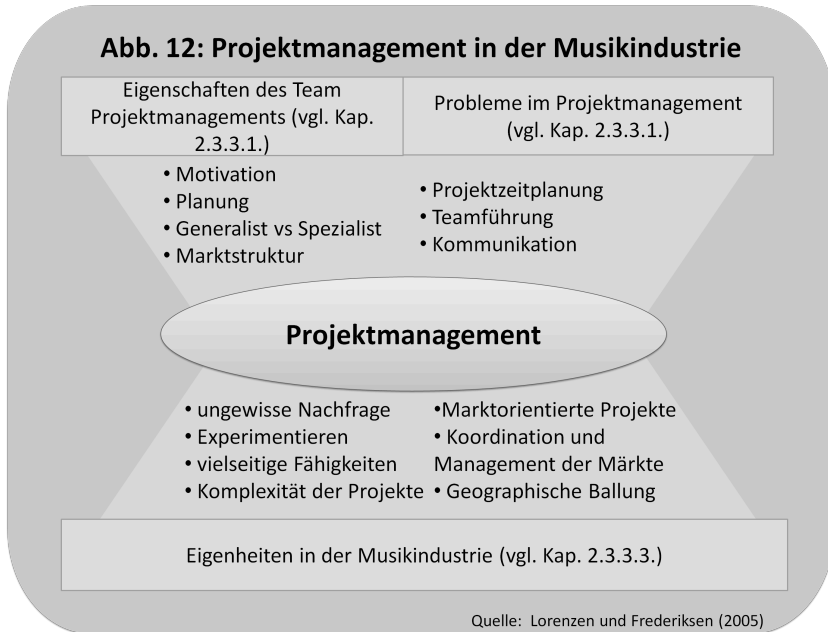 Abb. 12: Projektmanagement in der Musikindustrie
Eigenschaften des Team
Projektmanagements (vgl. Kap.
2.3.3.1.)
Probleme im Projektmanagement
(vgl. Kap. 2.3.3.1.)
• Motivation
• Planung
• Generalist vs Spezialist
• Marktstruktur
• Projektzeitplanung
• Teamführung
• Kommunikation
Projektmanagement
• ungewisse Nachfrage
• Experimentieren
• vielseitige Fähigkeiten
• Komplexität der Projekte
•Marktorientierte Projekte
• Koordination und
Management der Märkte
• Geographische Ballung
Eigenheiten in der Musikindustrie (vgl. Kap. 2.3.3.3.)
Quelle: Lorenzen und Frederiksen (2005)